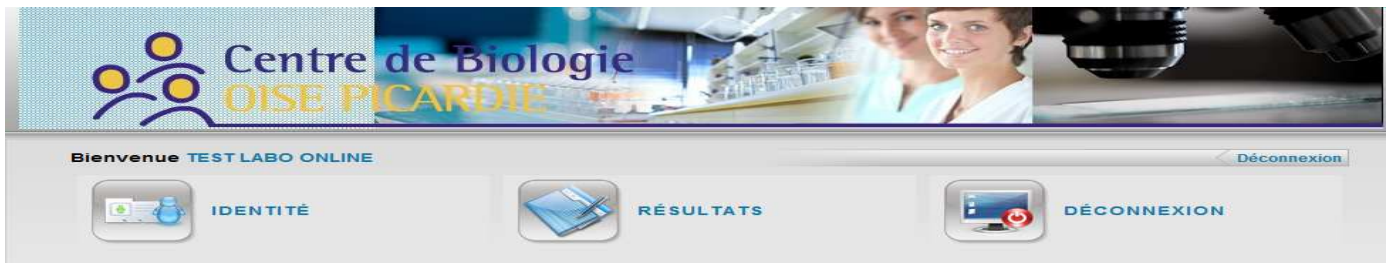 Centre de Biologie
OISE PICARDIE
Bienvenue TEST LABO ONLINE
Déconnexion
IDENTITÉ
RÉSULTATS
DÉCONNEXION